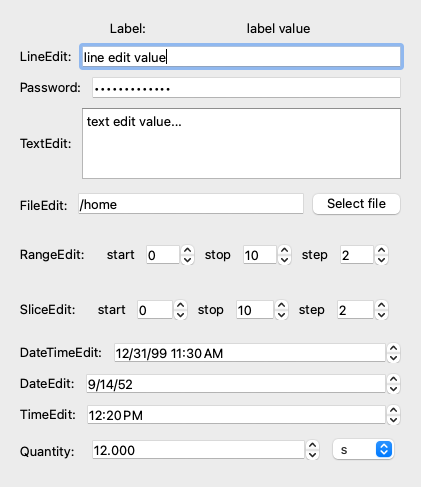 Label: label value
LineEdit: line edit value
Password: •••••••••••••
TextEdit: text edit value...
FileEdit: /home Select file
RangeEdit: start 0 stop 10 step 2
SliceEdit: start 0 stop 10 step 2
DateTimeEdit: 12/31/99 11:30 AM
DateEdit: 9/14/52
TimeEdit: 12:20 PM
Quantity: 12.000 s